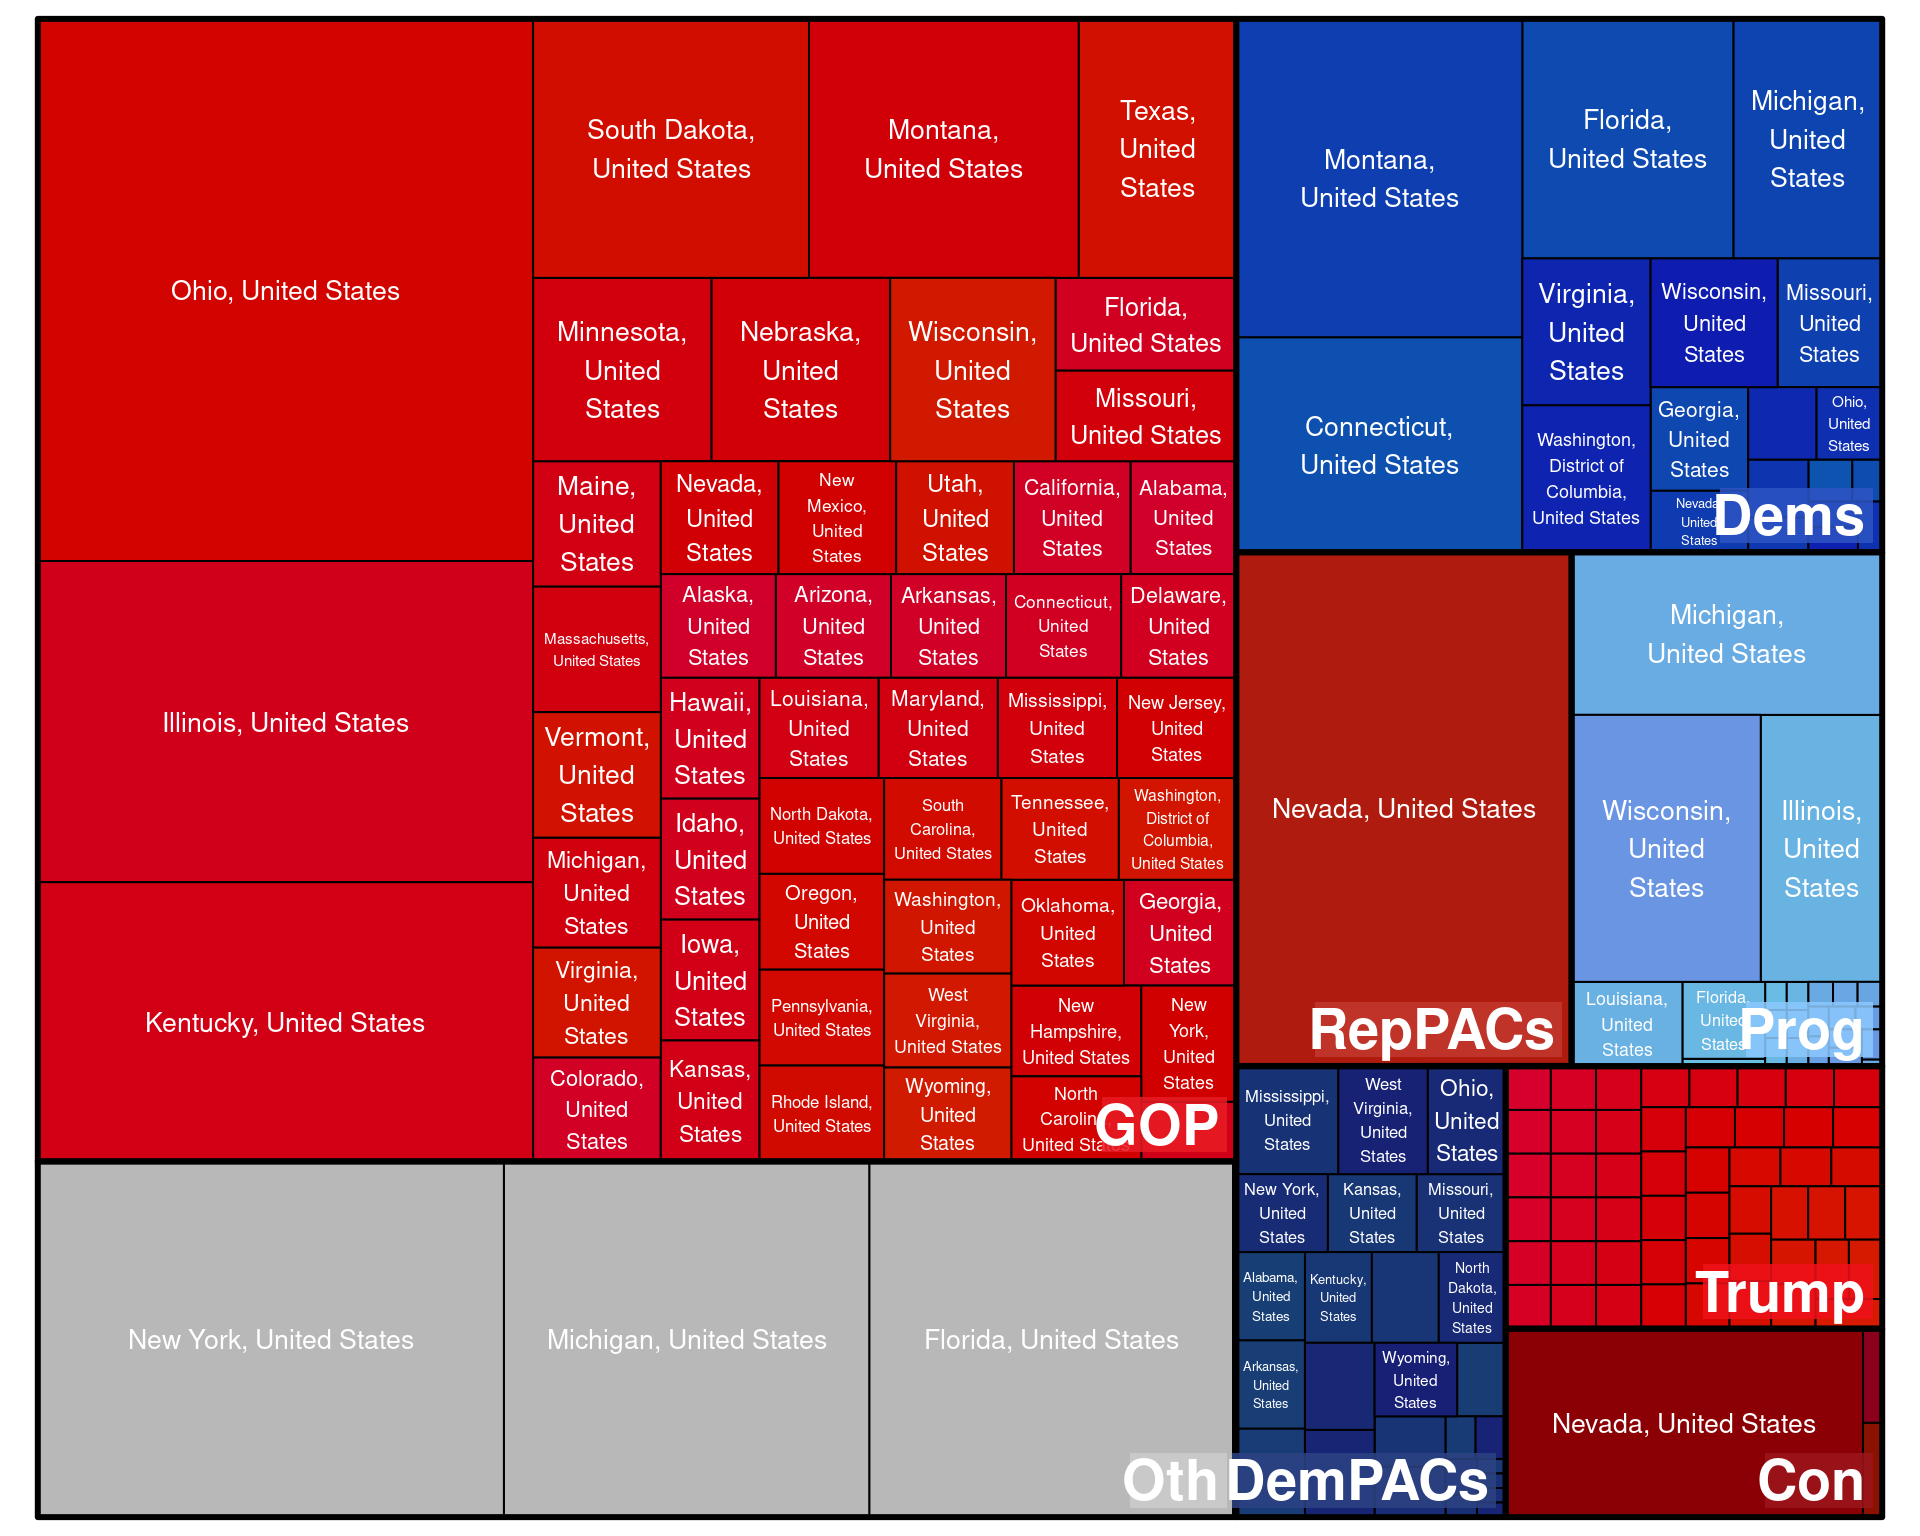 Ohio, United States
Illinois, United States
Kentucky, United States
South Dakota,
United States
Montana,
United States
Texas,
United
States
Minnesota,
United
States
Nebraska,
United
States
Wisconsin,
United
States
Florida,
United States
Missouri,
United States
Maine,
United
States
Massachusetts,
United States
Vermont,
United
States
Michigan,
United
States
Virginia,
United
States
Colorado,
United
States
Nevada,
United
States
New
Mexico,
United
States
Utah,
United
States
California,
United
States
Alabama,
United
States
Alaska,
United
States
Arizona,
United
States
Arkansas,
United
States
Connecticut,
United
States
Delaware,
United
States
Hawaii,
United
States
Idaho,
United
States
Iowa,
United
States
Kansas,
United
States
Louisiana,
United
States
Maryland,
United
States
Mississippi,
United
States
New Jersey,
United
States
North Dakota,
United States
South
Carolina,
United States
Tennessee,
United
States
Washington,
District of
Columbia,
United States
Oregon,
United
States
Pennsylvania,
United States
Rhode Island,
United States
Washington,
United
States
West
Virginia,
United States
Wyoming,
United
States
Oklahoma,
United
States
Georgia,
United
States
New
Hampshire,
United States
New
York,
United
States
North
Carolina
United States
GOP
New York, United States
Michigan, United States
Florida, United States
Oth
Montana,
United States
Connecticut,
United States
Florida,
United States
Michigan,
United
States
Virginia,
United
States
Wisconsin,
United
States
Missouri,
United
States
Washington,
District of
Columbia,
United States
Georgia,
United
States
Ohio,
United
States
Nevada
United
States
Dems
Nevada, United States
RepPACs
Michigan,
United States
Wisconsin,
United
States
Illinois,
United
States
Louisiana,
United
States
Florida,
United
States
Prog
Mississippi,
United
States
West
Virginia,
United
States
Ohio,
United
States
New York,
United
States
Kansas,
United
States
Missouri,
United
States
Alabama,
United
States
Kentucky,
United
States
North
Dakota,
United
States
Arkansas,
United
States
Wyoming,
United
States
DemPACs
Trump
Nevada, United States
Con